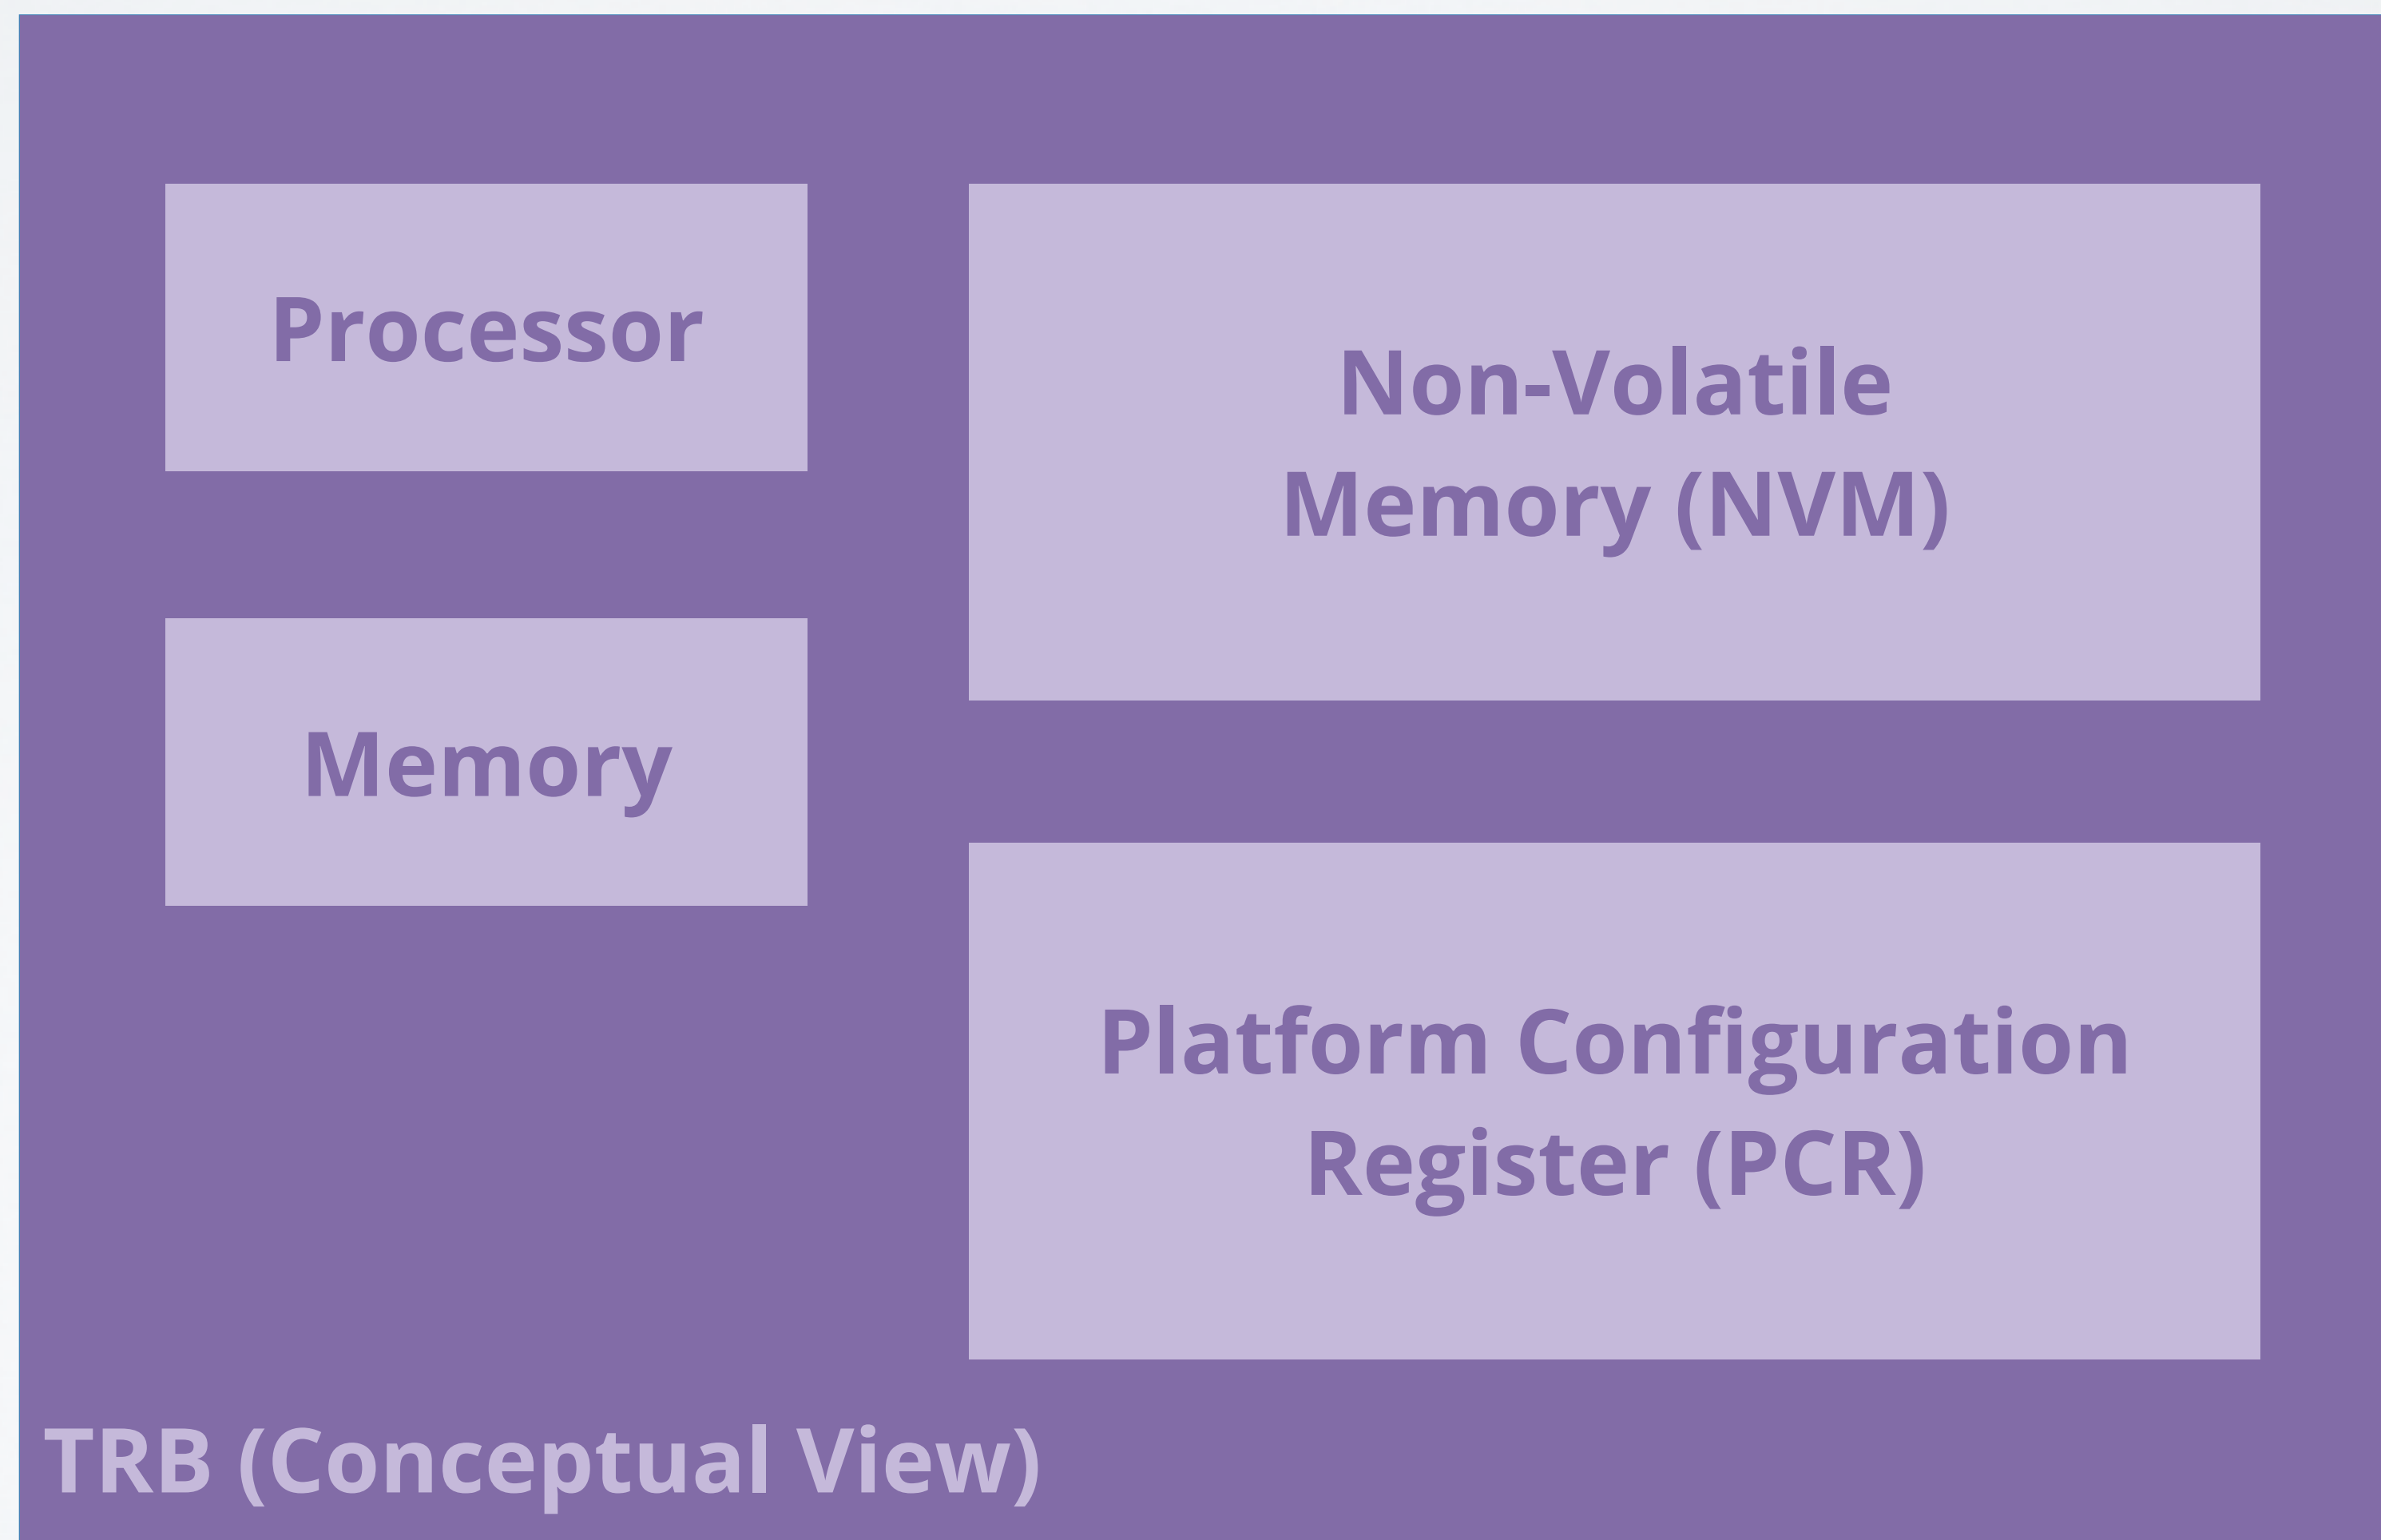 Processor
Non-Volatile
Memory (NVM)
Memory
Platform Configuration
Register (PCR)
TRB (Conceptual View)